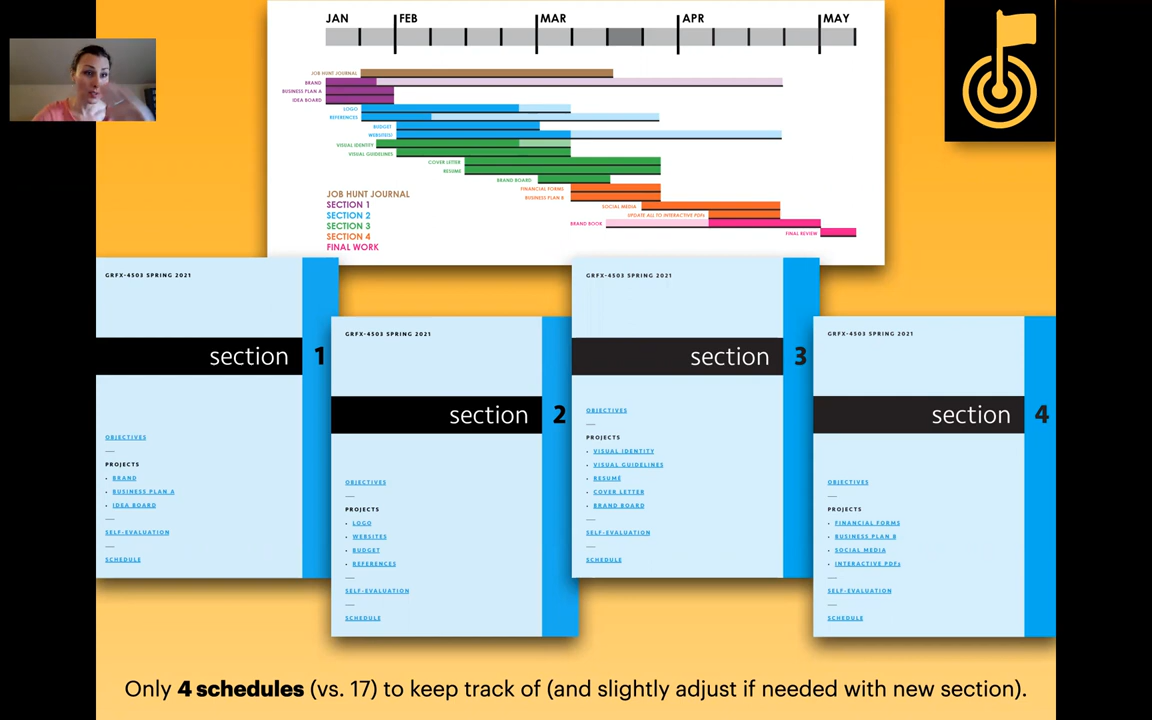 JAN FEB MAR APR MAY
JOB HUNT JOURNAL
BRAND
BUSINESS PLAN A
IDEA BOARD
LOGO
REFERENCES
BUDGET
WEBSITES!
VISUAL IDENTITY
VISUAL GUIDELINES
COVER LETTER
RESUME
BRAND BOARD
FINANCIAL FORMS
BUSINESS PLAN B
SOCIAL MEDIA
UPDATE ALL TO INTERACTIVE PDFs
BRAND BOOK
FINAL REVIEW
JOB HUNT JOURNAL
SECTION 1
SECTION 2
SECTION 3
SECTION 4
FINAL WORK
GRFX-4503 SPRING 2021
section 1
OBJECTIVES
PROJECTS
• BRAND
• BUSINESS PLAN A
• IDEA BOARD
SELF-EVALUATION
SCHEDULE
GRFX-4503 SPRING 2021
section 2
OBJECTIVES
PROJECTS
• LOGO
• WEBSITES
• BUDGET
• REFERENCES
SELF-EVALUATION
SCHEDULE
GRFX-4503 SPRING 2021
section 3
OBJECTIVES
PROJECTS
• VISUAL IDENTITY
• VISUAL GUIDELINES
• RESUME
• COVER LETTER
• BRAND BOARD
SELF-EVALUATION
SCHEDULE
GRFX-4503 SPRING 2021
section 4
OBJECTIVES
PROJECTS
• FINANCIAL FORMS
• BUSINESS PLAN B
• SOCIAL MEDIA
• INTERACTIVE PDFs
SELF-EVALUATION
SCHEDULE
Only 4 schedules (vs. 17) to keep track of (and slightly adjust if needed with new section).